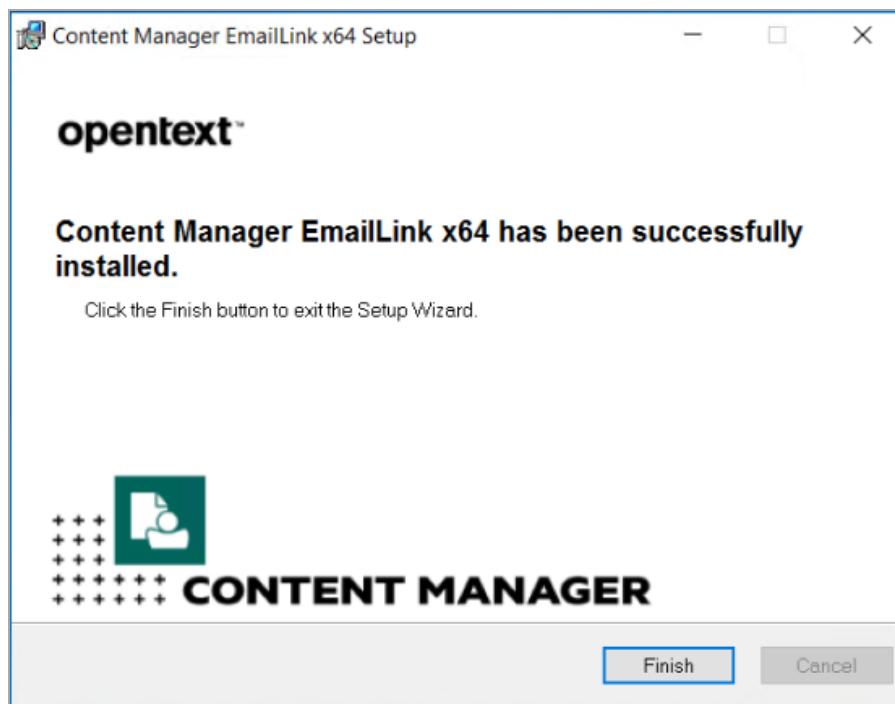 Content Manager EmailLink x64 Setup
opentext™
Content Manager EmailLink x64 has been successfully
installed.
Click the Finish button to exit the Setup Wizard.
CONTENT MANAGER
Finish
Cancel